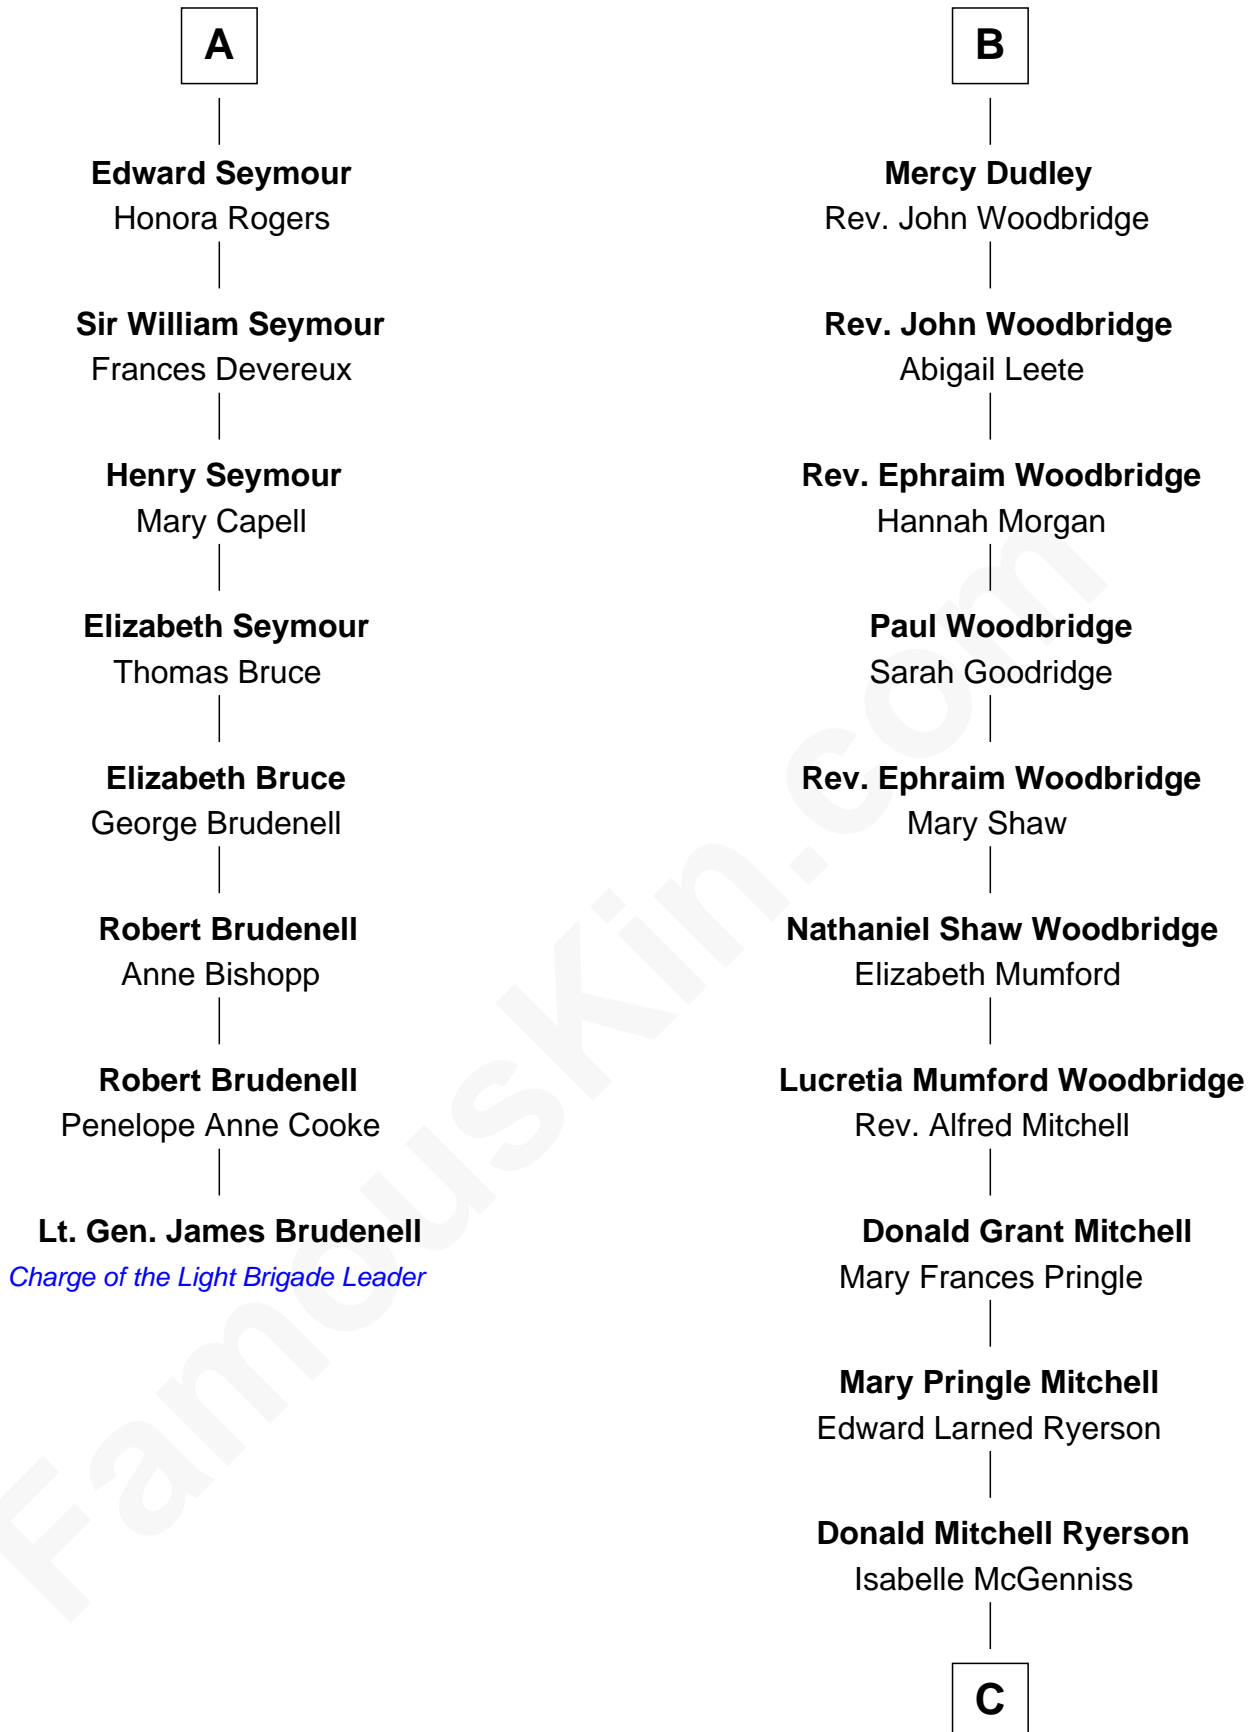 A
Edward Seymour
Honora Rogers
Sir William Seymour
Frances Devereux
Henry Seymour
Mary Capell
Elizabeth Seymour
Thomas Bruce
Elizabeth Bruce
George Brudenell
Robert Brudenell
Anne Bishopp
Robert Brudenell
Penelope Anne Cooke
Lt. Gen. James Brudenell
Charge of the Light Brigade Leader
B
Mercy Dudley
Rev. John Woodbridge
Rev. John Woodbridge
Abigail Leete
Rev. Ephraim Woodbridge
Hannah Morgan
Paul Woodbridge
Sarah Goodridge
Rev. Ephraim Woodbridge
Mary Shaw
Nathaniel Shaw Woodbridge
Elizabeth Mumford
Lucretia Mumford Woodbridge
Rev. Alfred Mitchell
Donald Grant Mitchell
Mary Frances Pringle
Mary Pringle Mitchell
Edward Larned Ryerson
Donald Mitchell Ryerson
Isabelle McGenniss
C
FamousKin.com